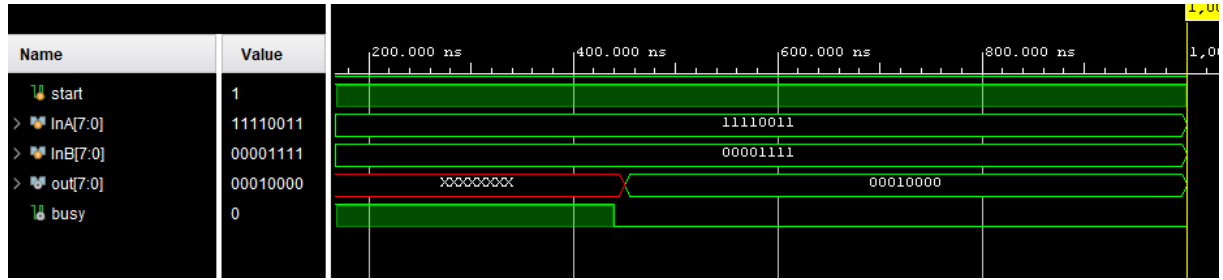 1,00
Name Value 200.000 ns 400.000 ns 600.000 ns 800.000 ns 1,00
start 1
InA[7:0] 11110011 11110011
InB[7:0] 00001111 00001111
out[7:0] 00010000 XXXXXXXX 00010000
busy 0